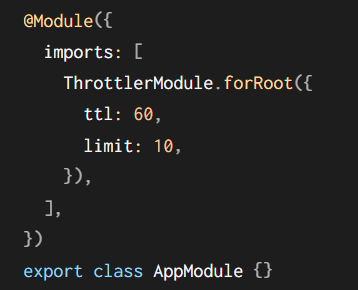 @Module({
  imports: [
    ThrottlerModule.forRoot({
      ttl: 60,
      limit: 10,
    }),
  ],
})
export class AppModule {}